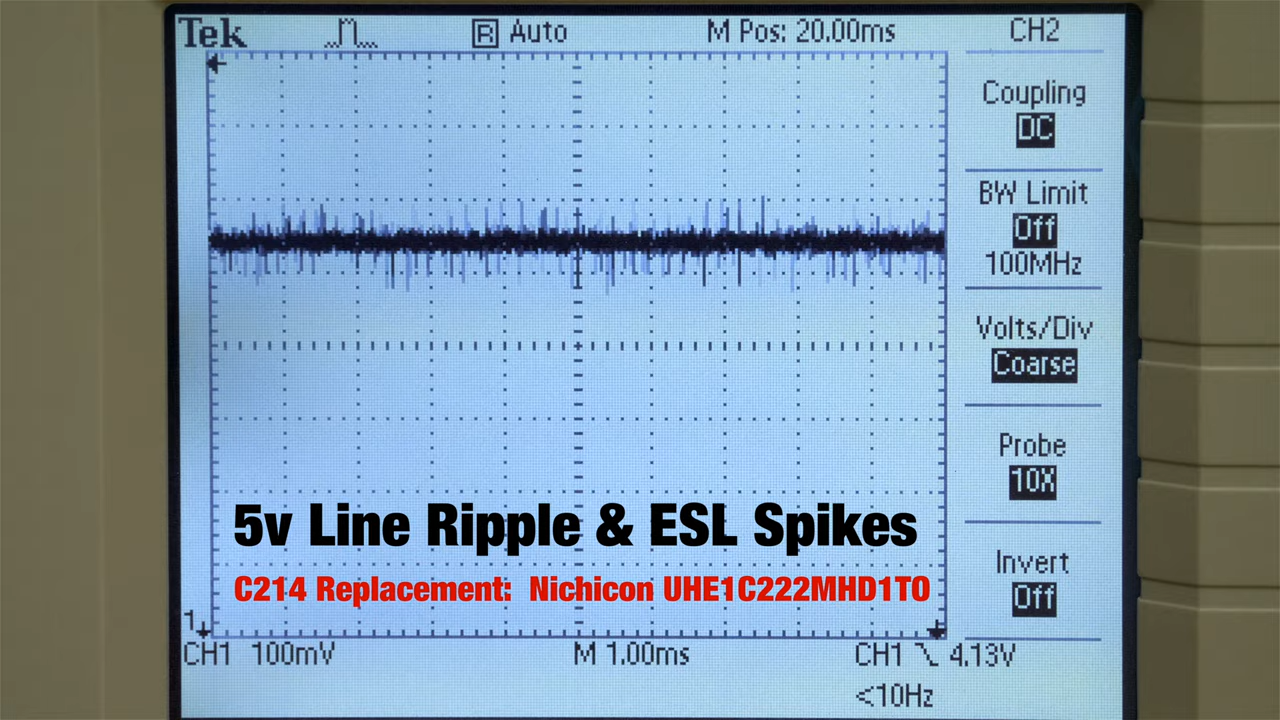 Tek R Auto M Pos: 20.00ms CH2
Coupling
DC
BW Limit
Off
100MHz
Volts/Div
Coarse
Probe
10X
5v Line Ripple & ESL Spikes
Invert
C214 Replacement: Nichicon UHE1C222MHD1TO
Off
1
CH1 100mV M 1.00ms CH1 4.13V
<10Hz